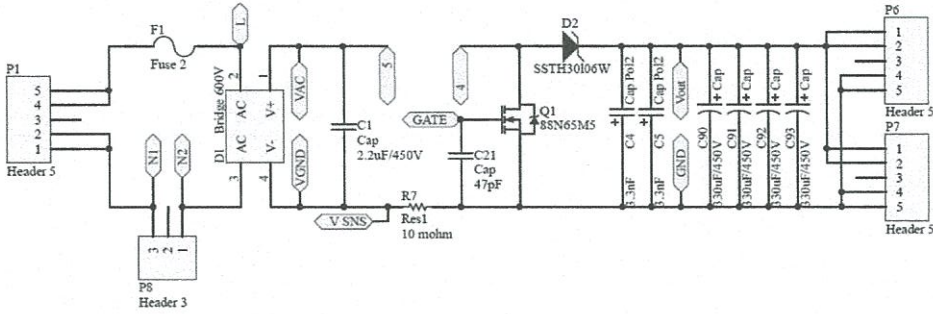 P1
5
4
3
2
1
Header 5
F1
Fuse 2
L
N1
N2
3
2
1
P8
Header 3
D1
Bridge 600V
2
1
AC
V+
AC
V-
3
4
VAC
VGND
C1
Cap
2.2uF/450V
5
4
V SNS
R7
Res1
10 mohm
GATE
C21
Cap
47pF
Q1
88N65M5
D2
SSTH30l06W
Cap Pol2
C4
3.3nF
Cap Pol2
C5
3.3nF
Vout
GND
Cap
C90
330uF/450V
Cap
C91
330uF/450V
Cap
C92
330uF/450V
Cap
C93
330uF/450V
P6
1
2
3
4
5
Header 5
P7
1
2
3
4
5
Header 5